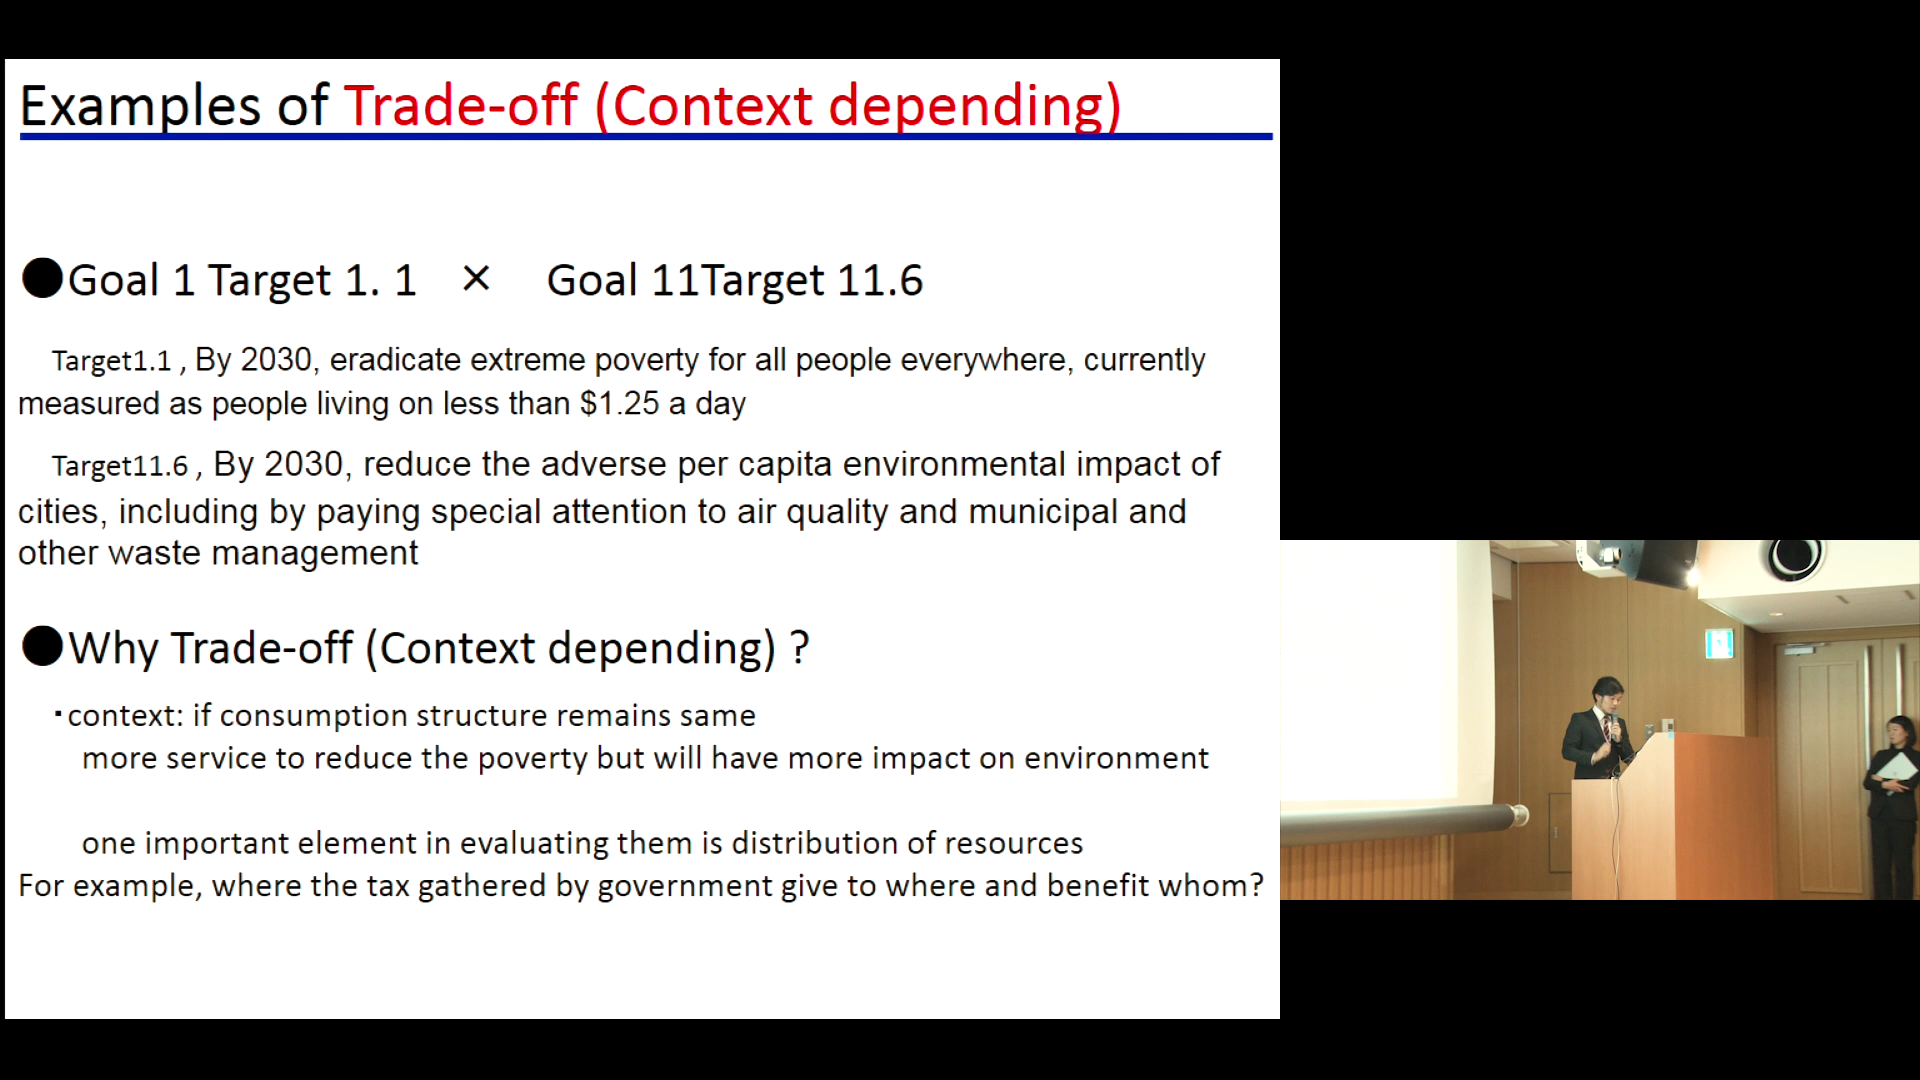 Examples of Trade-off (Context depending)
●Goal 1 Target 1. 1 × Goal 11Target 11.6
Target1.1 , By 2030, eradicate extreme poverty for all people everywhere, currently
measured as people living on less than $1.25 a day
Target11.6 , By 2030, reduce the adverse per capita environmental impact of
cities, including by paying special attention to air quality and municipal and
other waste management
●Why Trade-off (Context depending) ?
・context: if consumption structure remains same
more service to reduce the poverty but will have more impact on environment
one important element in evaluating them is distribution of resources
For example, where the tax gathered by government give to where and benefit whom?